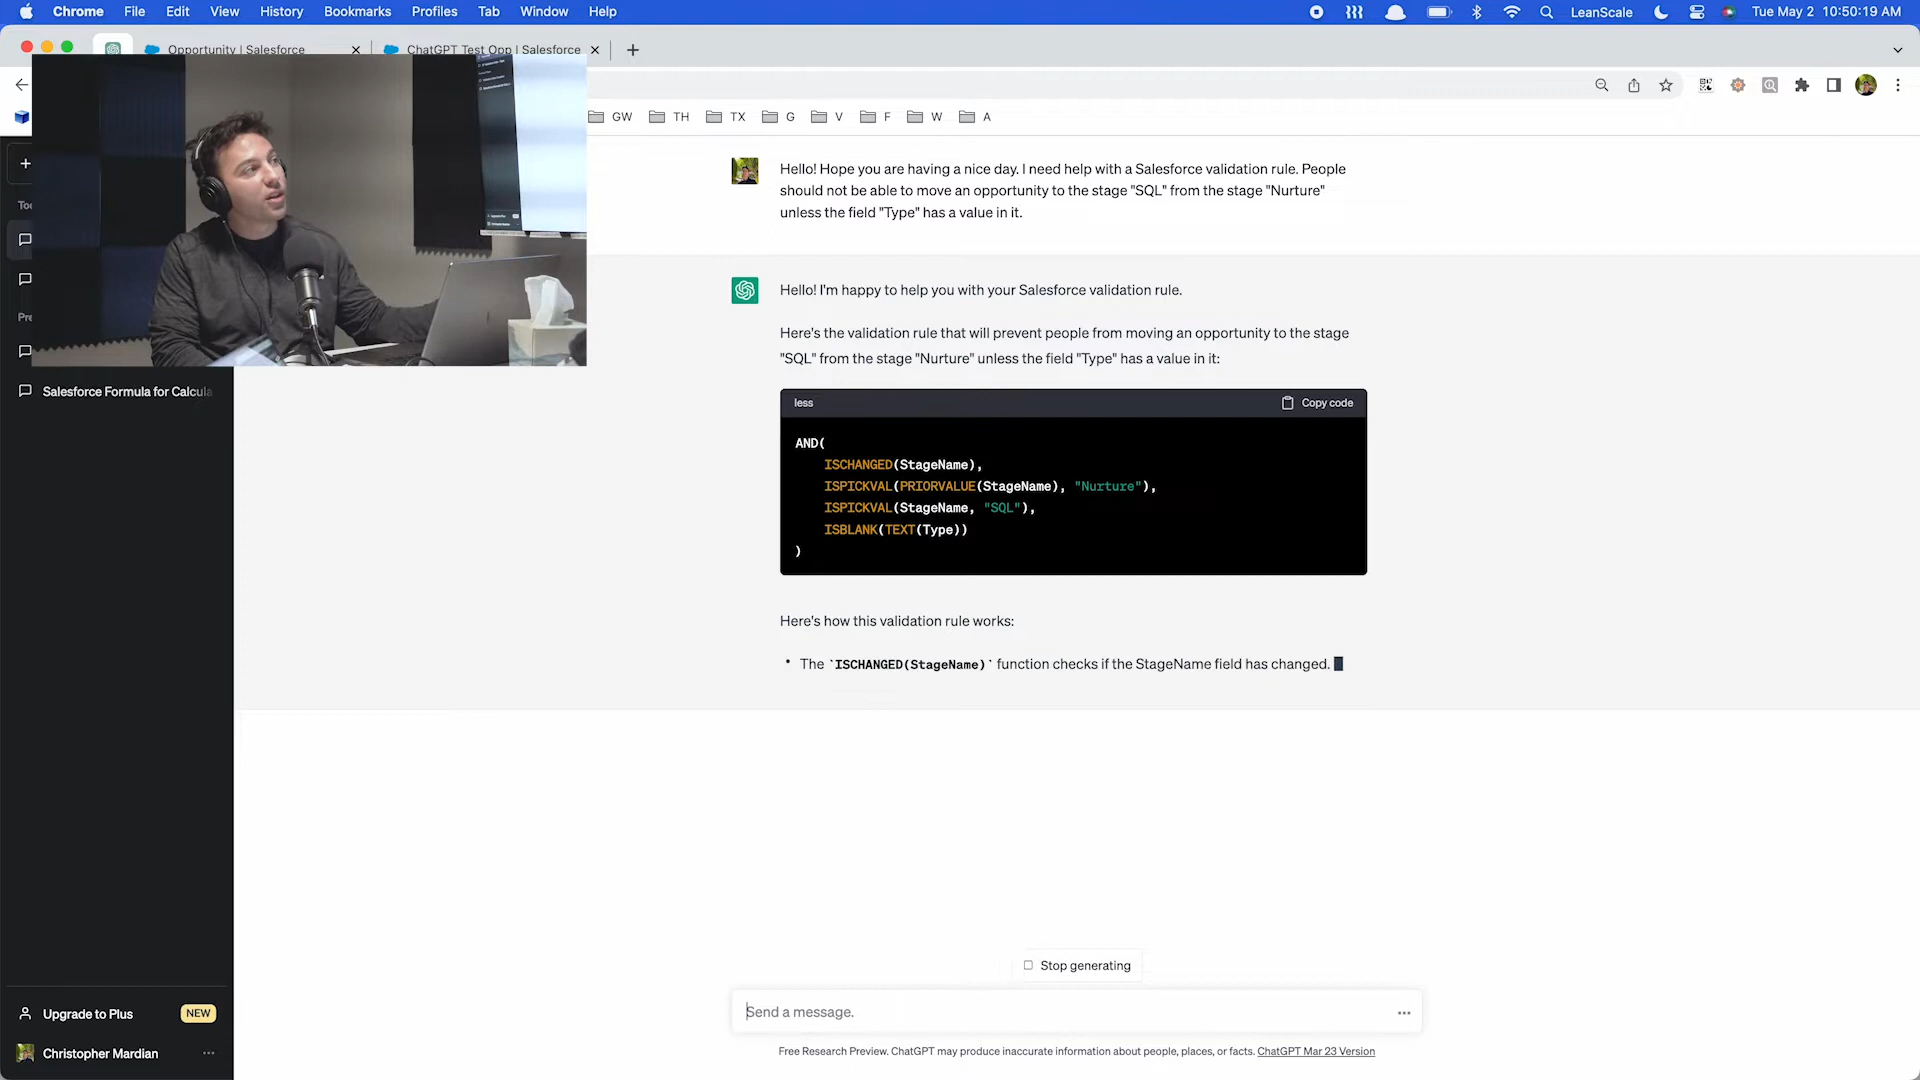 Chrome File Edit View History Bookmarks Profiles Tab Window Help LeanScale Tue May 2 10:50:19 AM
Opportunity | Salesforce ChatGPT Test Opp | Salesforce
GW TH TX G V F W A
Hello! Hope you are having a nice day. I need help with a Salesforce validation rule. People
should not be able to move an opportunity to the stage "SQL" from the stage "Nurture"
unless the field "Type" has a value in it.
Hello! I'm happy to help you with your Salesforce validation rule.
Here's the validation rule that will prevent people from moving an opportunity to the stage
"SQL" from the stage "Nurture" unless the field "Type" has a value in it:
Salesforce Formula for Calcula
less Copy code
AND(
ISCHANGED(StageName),
ISPICKVAL(PRIORVALUE(StageName), "Nurture"),
ISPICKVAL(StageName, "SQL"),
ISBLANK(TEXT(Type))
)
Here's how this validation rule works:
• The `ISCHANGED(StageName)` function checks if the StageName field has changed.
Stop generating
Send a message.
Free Research Preview. ChatGPT may produce inaccurate information about people, places, or facts. ChatGPT Mar 23 Version
Upgrade to Plus NEW
Christopher Mardian